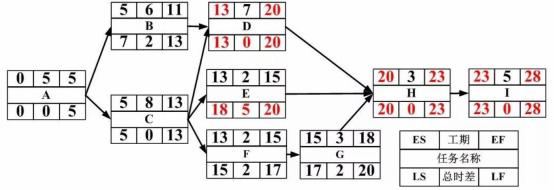 5 6 11
B
7 2 13
13 7 20
D
13 0 20
0 5 5
A
0 0 5
5 8 13
C
5 0 13
13 2 15
E
18 5 20
20 3 23
H
20 0 23
23 5 28
I
23 0 28
13 2 15
F
15 2 17
15 3 18
G
17 2 20
ES 工期 EF
任务名称
LS 总时差 LF